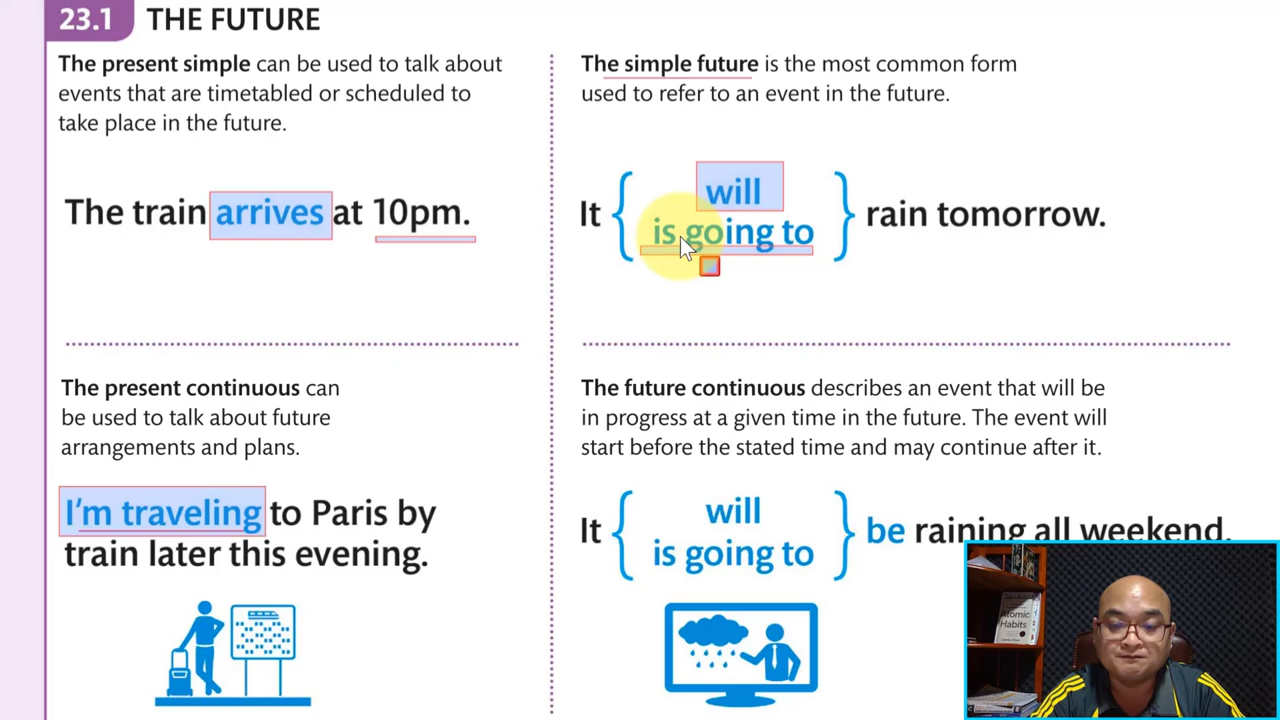 23.1 THE FUTURE
The present simple can be used to talk about
events that are timetabled or scheduled to
take place in the future.
The train arrives at 10pm.
The simple future is the most common form
used to refer to an event in the future.
will
It { is going to } rain tomorrow.
The present continuous can
be used to talk about future
arrangements and plans.
I'm traveling to Paris by
train later this evening.
The future continuous describes an event that will be
in progress at a given time in the future. The event will
start before the stated time and may continue after it.
will
It { is going to } be raining all weekend.
Atomic
Habits